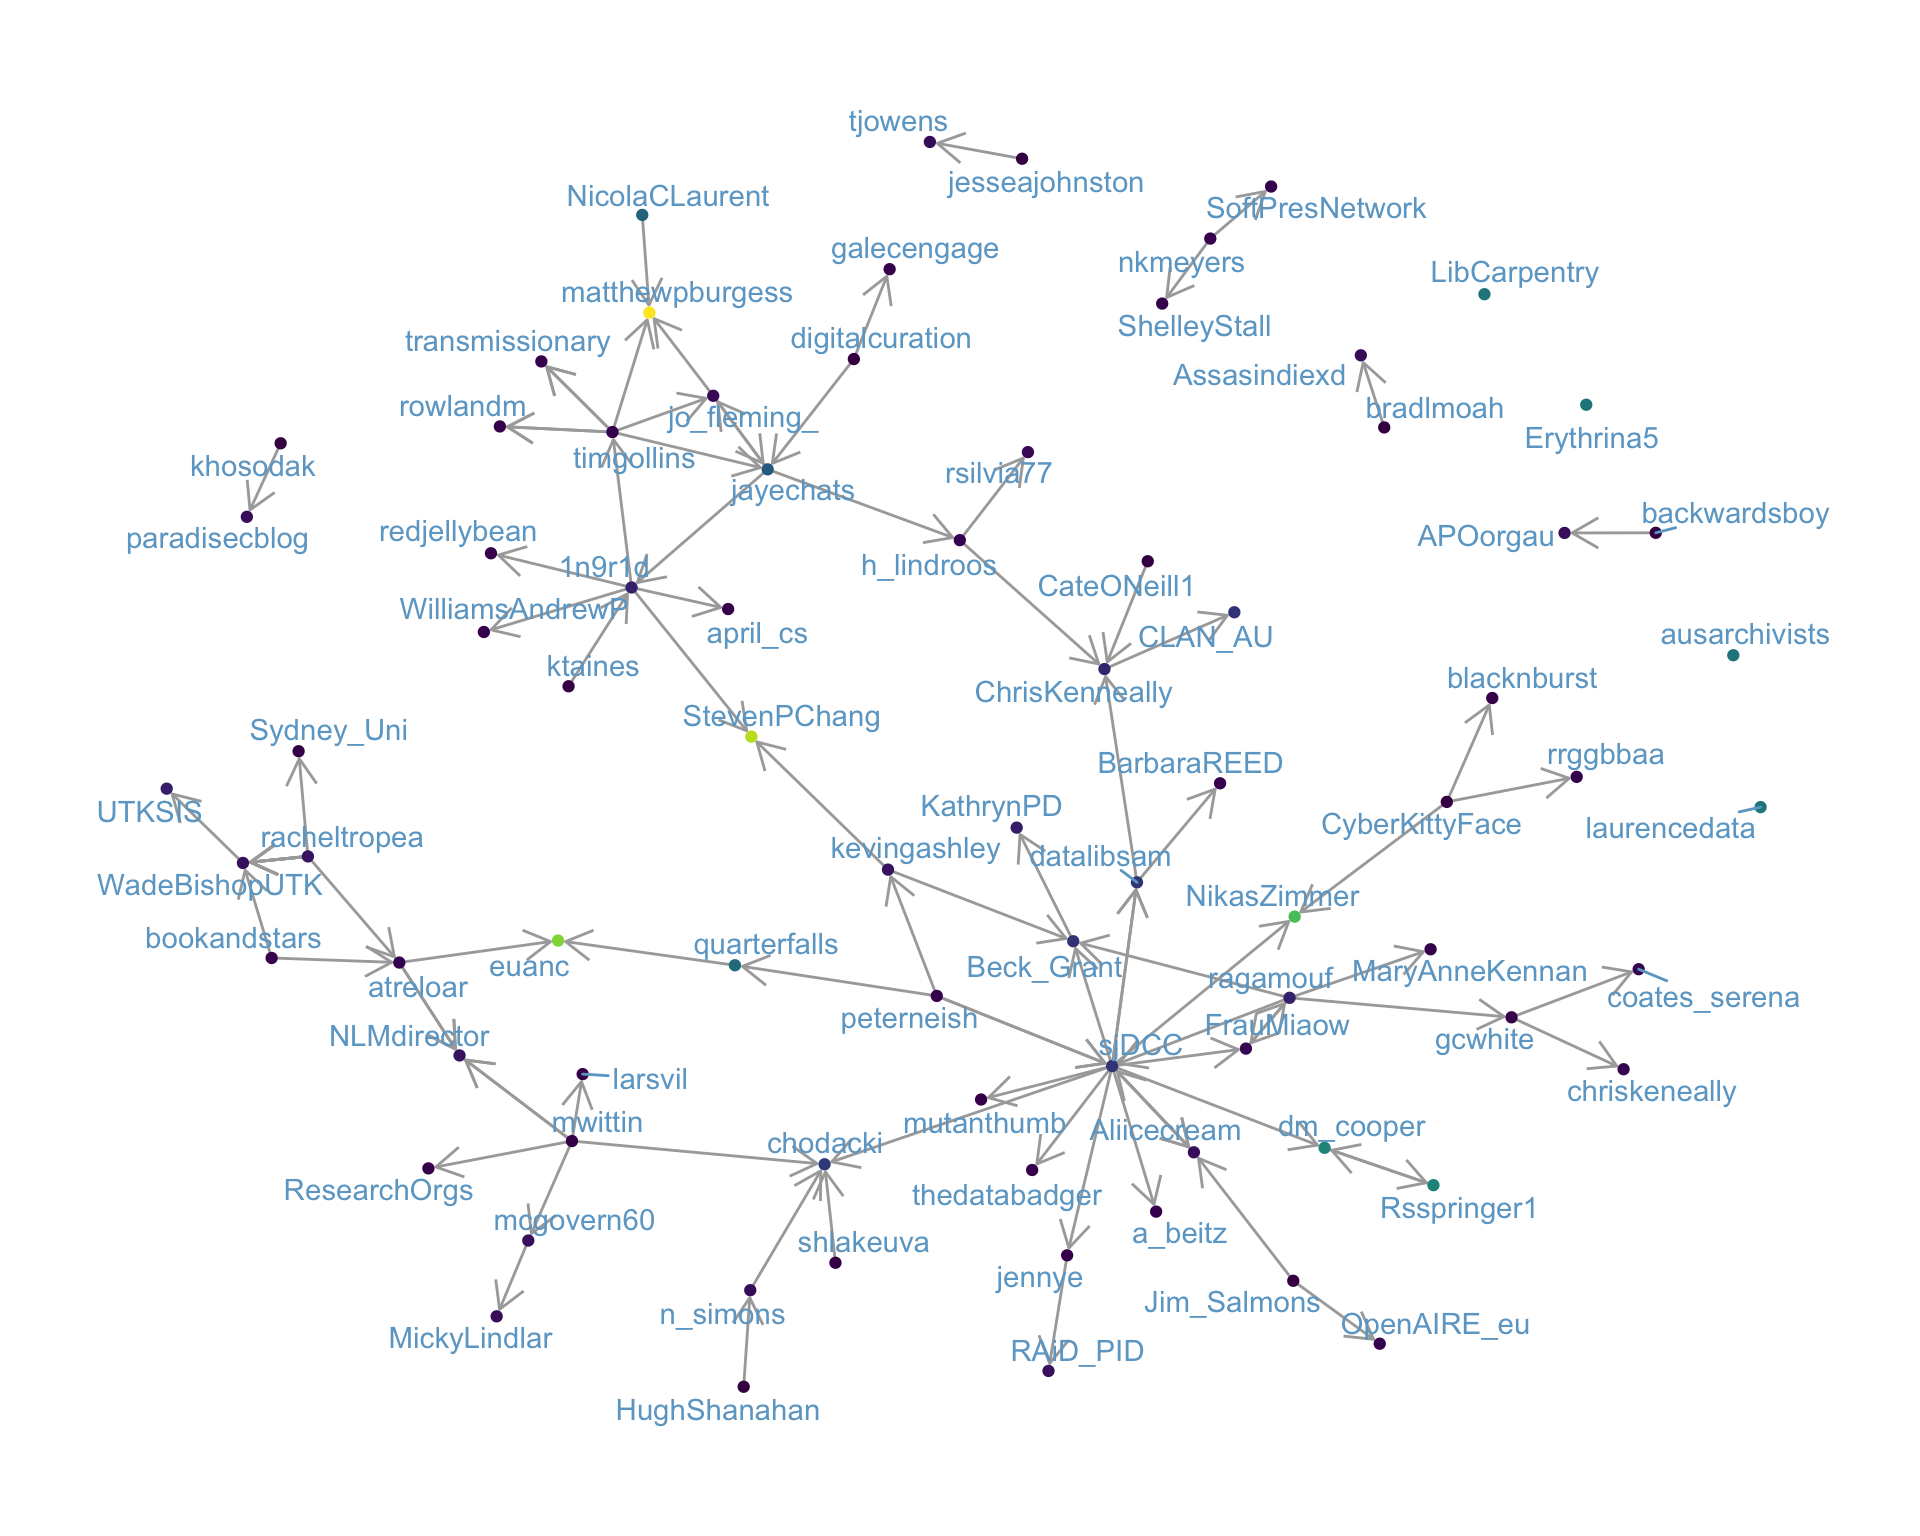 tjowens
jesseajohnston
NicolaCLaurent
SoftPresNetwork
galecengage
nkmeyers
LibCarpentry
matthewpburgess
ShelleyStall
transmissionary
digitalcuration
Assasindiexd
rowlandm
jo_fleming_
bradlmoah
Erythrina5
khosodak
timgollins
rsilvia77
jayechats
backwardsboy
paradisecblog
redjellybean
APOorgau
1n9r1d
h_lindroos
CateONeill1
WilliamsAndrewP
april_cs
CLAN_AU
ausarchivists
ktaines
blacknburst
ChrisKenneally
StevenPChang
Sydney_Uni
rrggbbaa
BarbaraREED
UTKSIS
KathrynPD
CyberKittyFace
laurencedata
racheltropea
kevingashley
datalibsam
WadeBishopUTK
NikasZimmer
bookandstars
quarterfalls
euanc
Beck_Grant
ragamouf
MaryAnneKennan
atreloar
coates_serena
peterneish
FrauMiaow
NLMdirector
sjDCC
gcwhite
larsvil
chriskeneally
mwittin
mutanthumb
Aliicecream
dm_cooper
chodacki
ResearchOrgs
thedatabadger
Rsspringer1
mcgovern60
shlakeuva
a_beitz
jennye
n_simons
Jim_Salmons
MickyLindlar
RAiD_PID
OpenAIRE_eu
HughShanahan